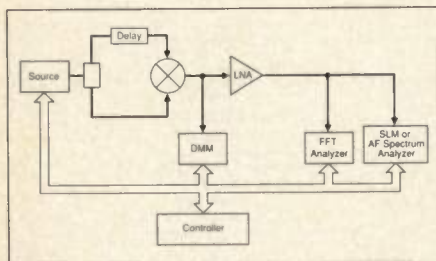 Delay
Source
LNA
DMM
FFT
Analyzer
SLM or
AF Spectrum
Analyzer
Controller